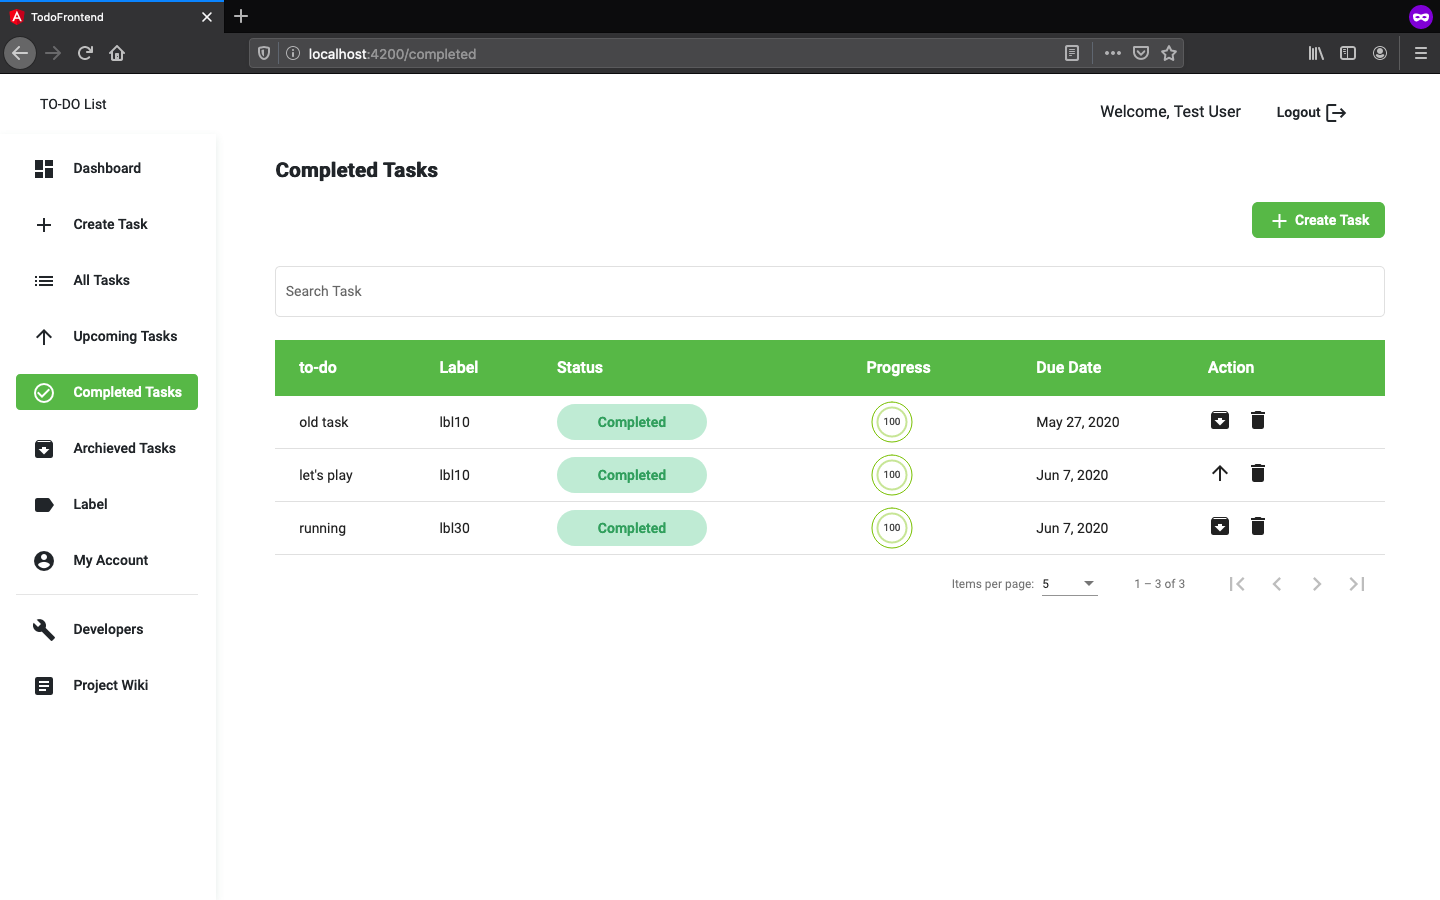 TodoFrontend
localhost:4200/completed
TO-DO List
Welcome, Test User
Logout
Dashboard
Create Task
All Tasks
Upcoming Tasks
Completed Tasks
Archieved Tasks
Label
My Account
Developers
Project Wiki
Completed Tasks
Create Task
Search Task
to-do Label Status Progress Due Date Action
old task lbl10 Completed 100 May 27, 2020
let's play lbl10 Completed 100 Jun 7, 2020
running lbl30 Completed 100 Jun 7, 2020
Items per page: 5 1 – 3 of 3